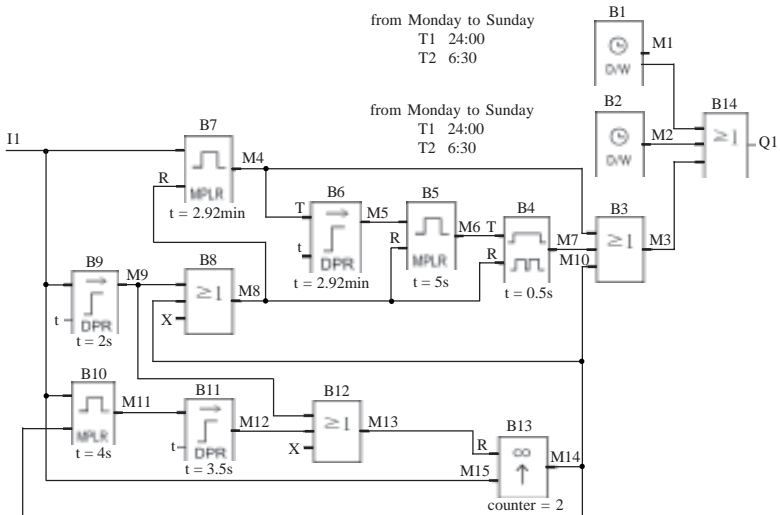 from Monday to Sunday
T1 24:00
T2 6:30
B1
M1
D/W
from Monday to Sunday
T1 24:00
T2 6:30
B2
M2
D/W
B14
≥1
Q1
I1
B7
M4
R
MPLR
t = 2.92min
B6
T
M5
t
DPR
t = 2.92min
B5
M6
R
MPLR
t = 5s
B4
T
M7
R
t = 0.5s
B3
≥1
M3
M10
B9
M9
t
DPR
t = 2s
B8
≥1
M8
X
B10
M11
MPLR
t = 4s
B11
M12
t
DPR
t = 3.5s
B12
≥1
M13
X
B13
R
∞
M14
M15
counter = 2